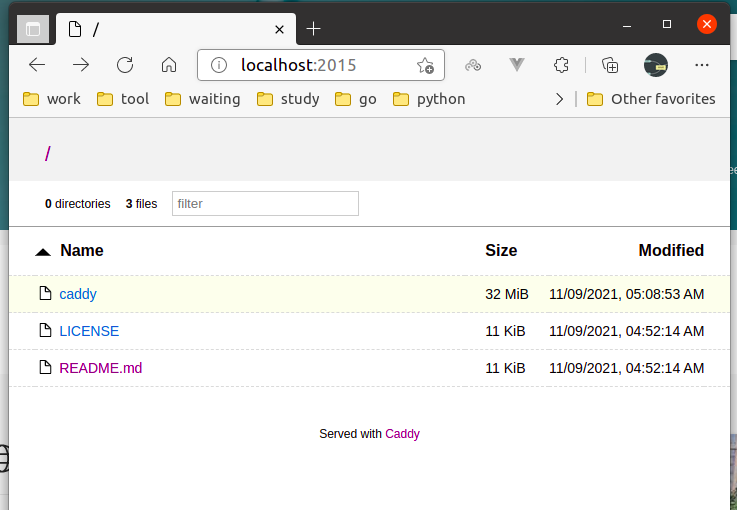 /
localhost:2015
work tool waiting study go python Other favorites
/
0 directories 3 files filter
Name Size Modified
caddy 32 MiB 11/09/2021, 05:08:53 AM
LICENSE 11 KiB 11/09/2021, 04:52:14 AM
README.md 11 KiB 11/09/2021, 04:52:14 AM
Served with Caddy